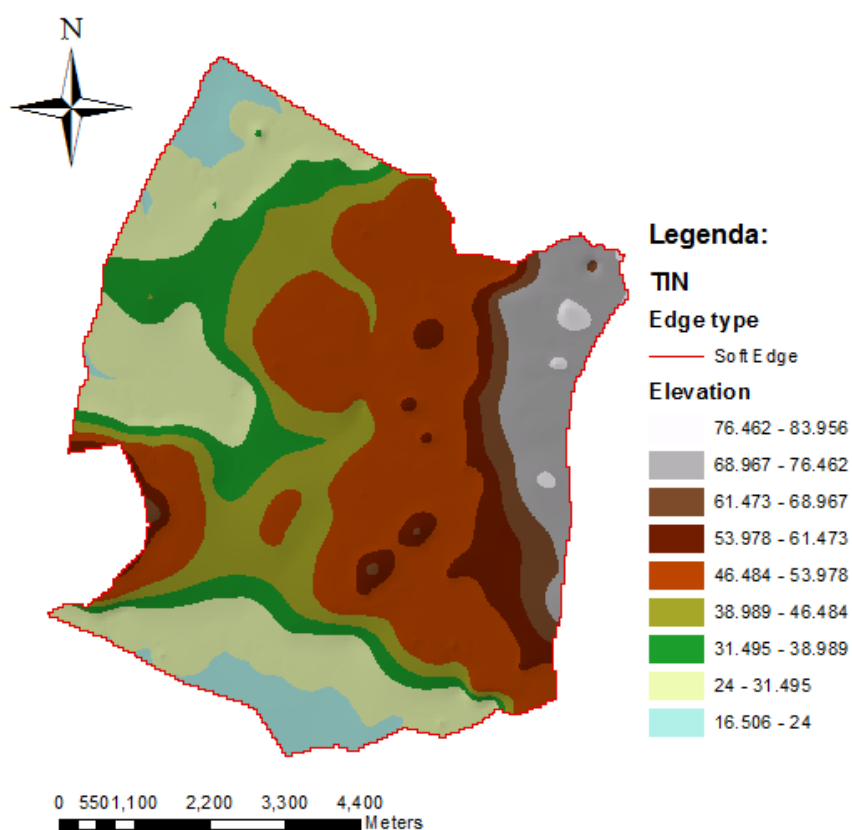 N
Legenda:
TIN
Edge type
Soft Edge
Elevation
76.462 - 83.956
68.967 - 76.462
61.473 - 68.967
53.978 - 61.473
46.484 - 53.978
38.989 - 46.484
31.495 - 38.989
24 - 31.495
16.506 - 24
0 5501,100 2,200 3,300 4,400
Meters